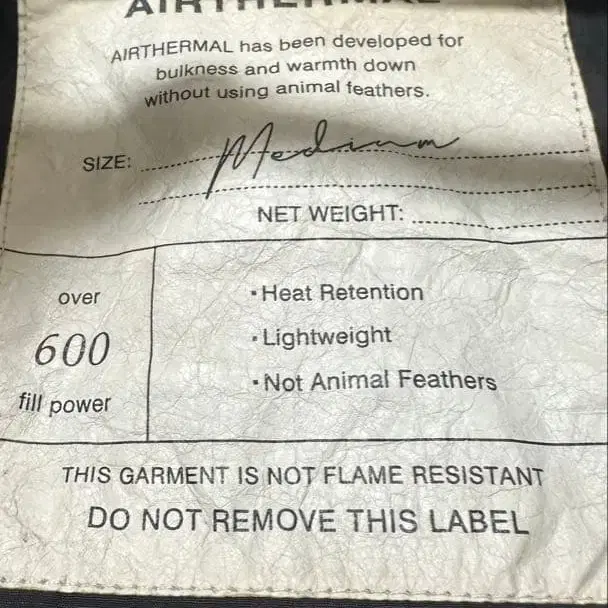 AIRTHERMAL
AIRTHERMAL has been developed for
bulkness and warmth down
without using animal feathers.
SIZE: Medium
NET WEIGHT:
over
600
fill power
· Heat Retention
· Lightweight
· Not Animal Feathers
THIS GARMENT IS NOT FLAME RESISTANT
DO NOT REMOVE THIS LABEL